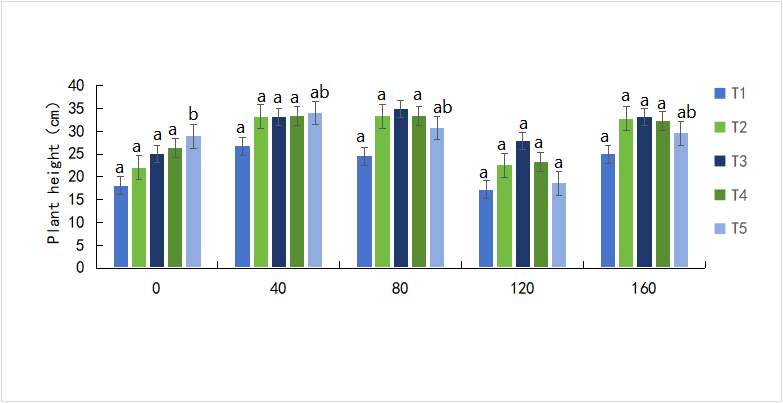 Plant height (cm)
40
35
30
25
20
15
10
5
0
a a a a b
a a a a ab
a a a ab
a a a a a
a a a a ab
0 40 80 120 160
T1
T2
T3
T4
T5